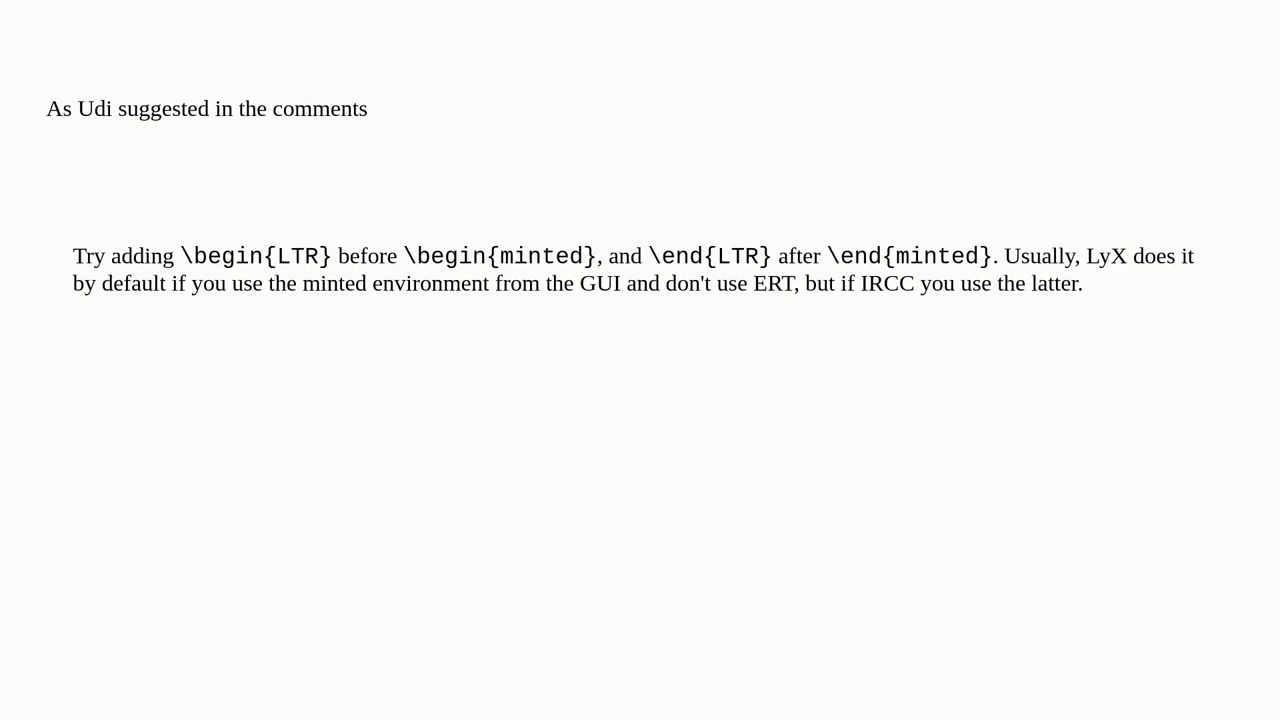 As Udi suggested in the comments
Try adding \begin{LTR} before \begin{minted}, and \end{LTR} after \end{minted}. Usually, LyX does it
by default if you use the minted environment from the GUI and don't use ERT, but if IRCC you use the latter.